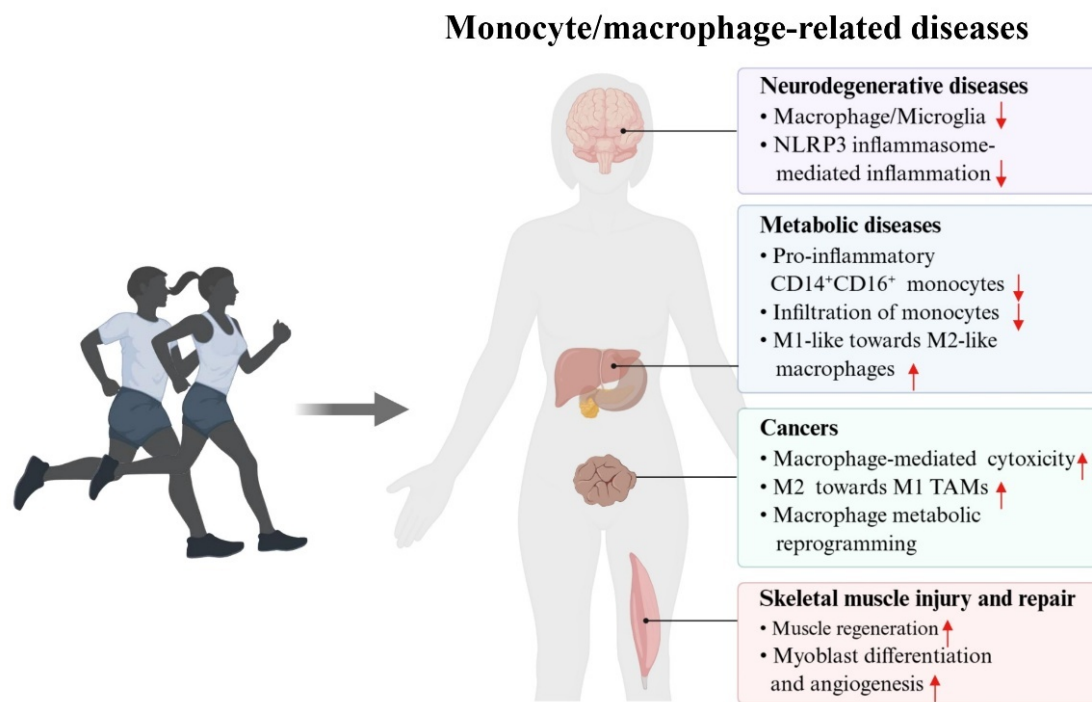 Monocyte/macrophage-related diseases
Neurodegenerative diseases
• Macrophage/Microglia ↓
• NLRP3 inflammasome-
mediated inflammation ↓
Metabolic diseases
• Pro-inflammatory
CD14⁺CD16⁺ monocytes ↓
• Infiltration of monocytes ↓
• M1-like towards M2-like
macrophages ↑
Cancers
• Macrophage-mediated cytoxicity ↑
• M2 towards M1 TAMs ↑
• Macrophage metabolic
reprogramming
Skeletal muscle injury and repair
• Muscle regeneration ↑
• Myoblast differentiation
and angiogenesis ↑